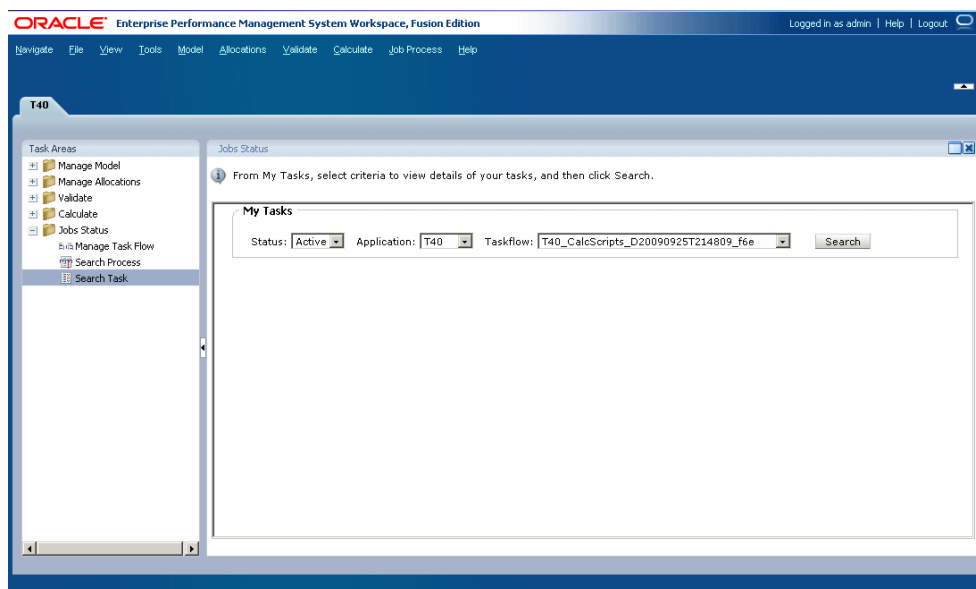 ORACLE Enterprise Performance Management System Workspace, Fusion Edition
Logged in as admin | Help | Logout
Navigate File View Tools Model Allocations Validate Calculate Job Process Help
T40
Task Areas
Manage Model
Manage Allocations
Validate
Calculate
Jobs Status
Manage Task Flow
Search Process
Search Task
Jobs Status
From My Tasks, select criteria to view details of your tasks, and then click Search.
My Tasks
Status: Active Application: T40 Taskflow: T40_CalcScripts_D20090925T214809_f6e Search